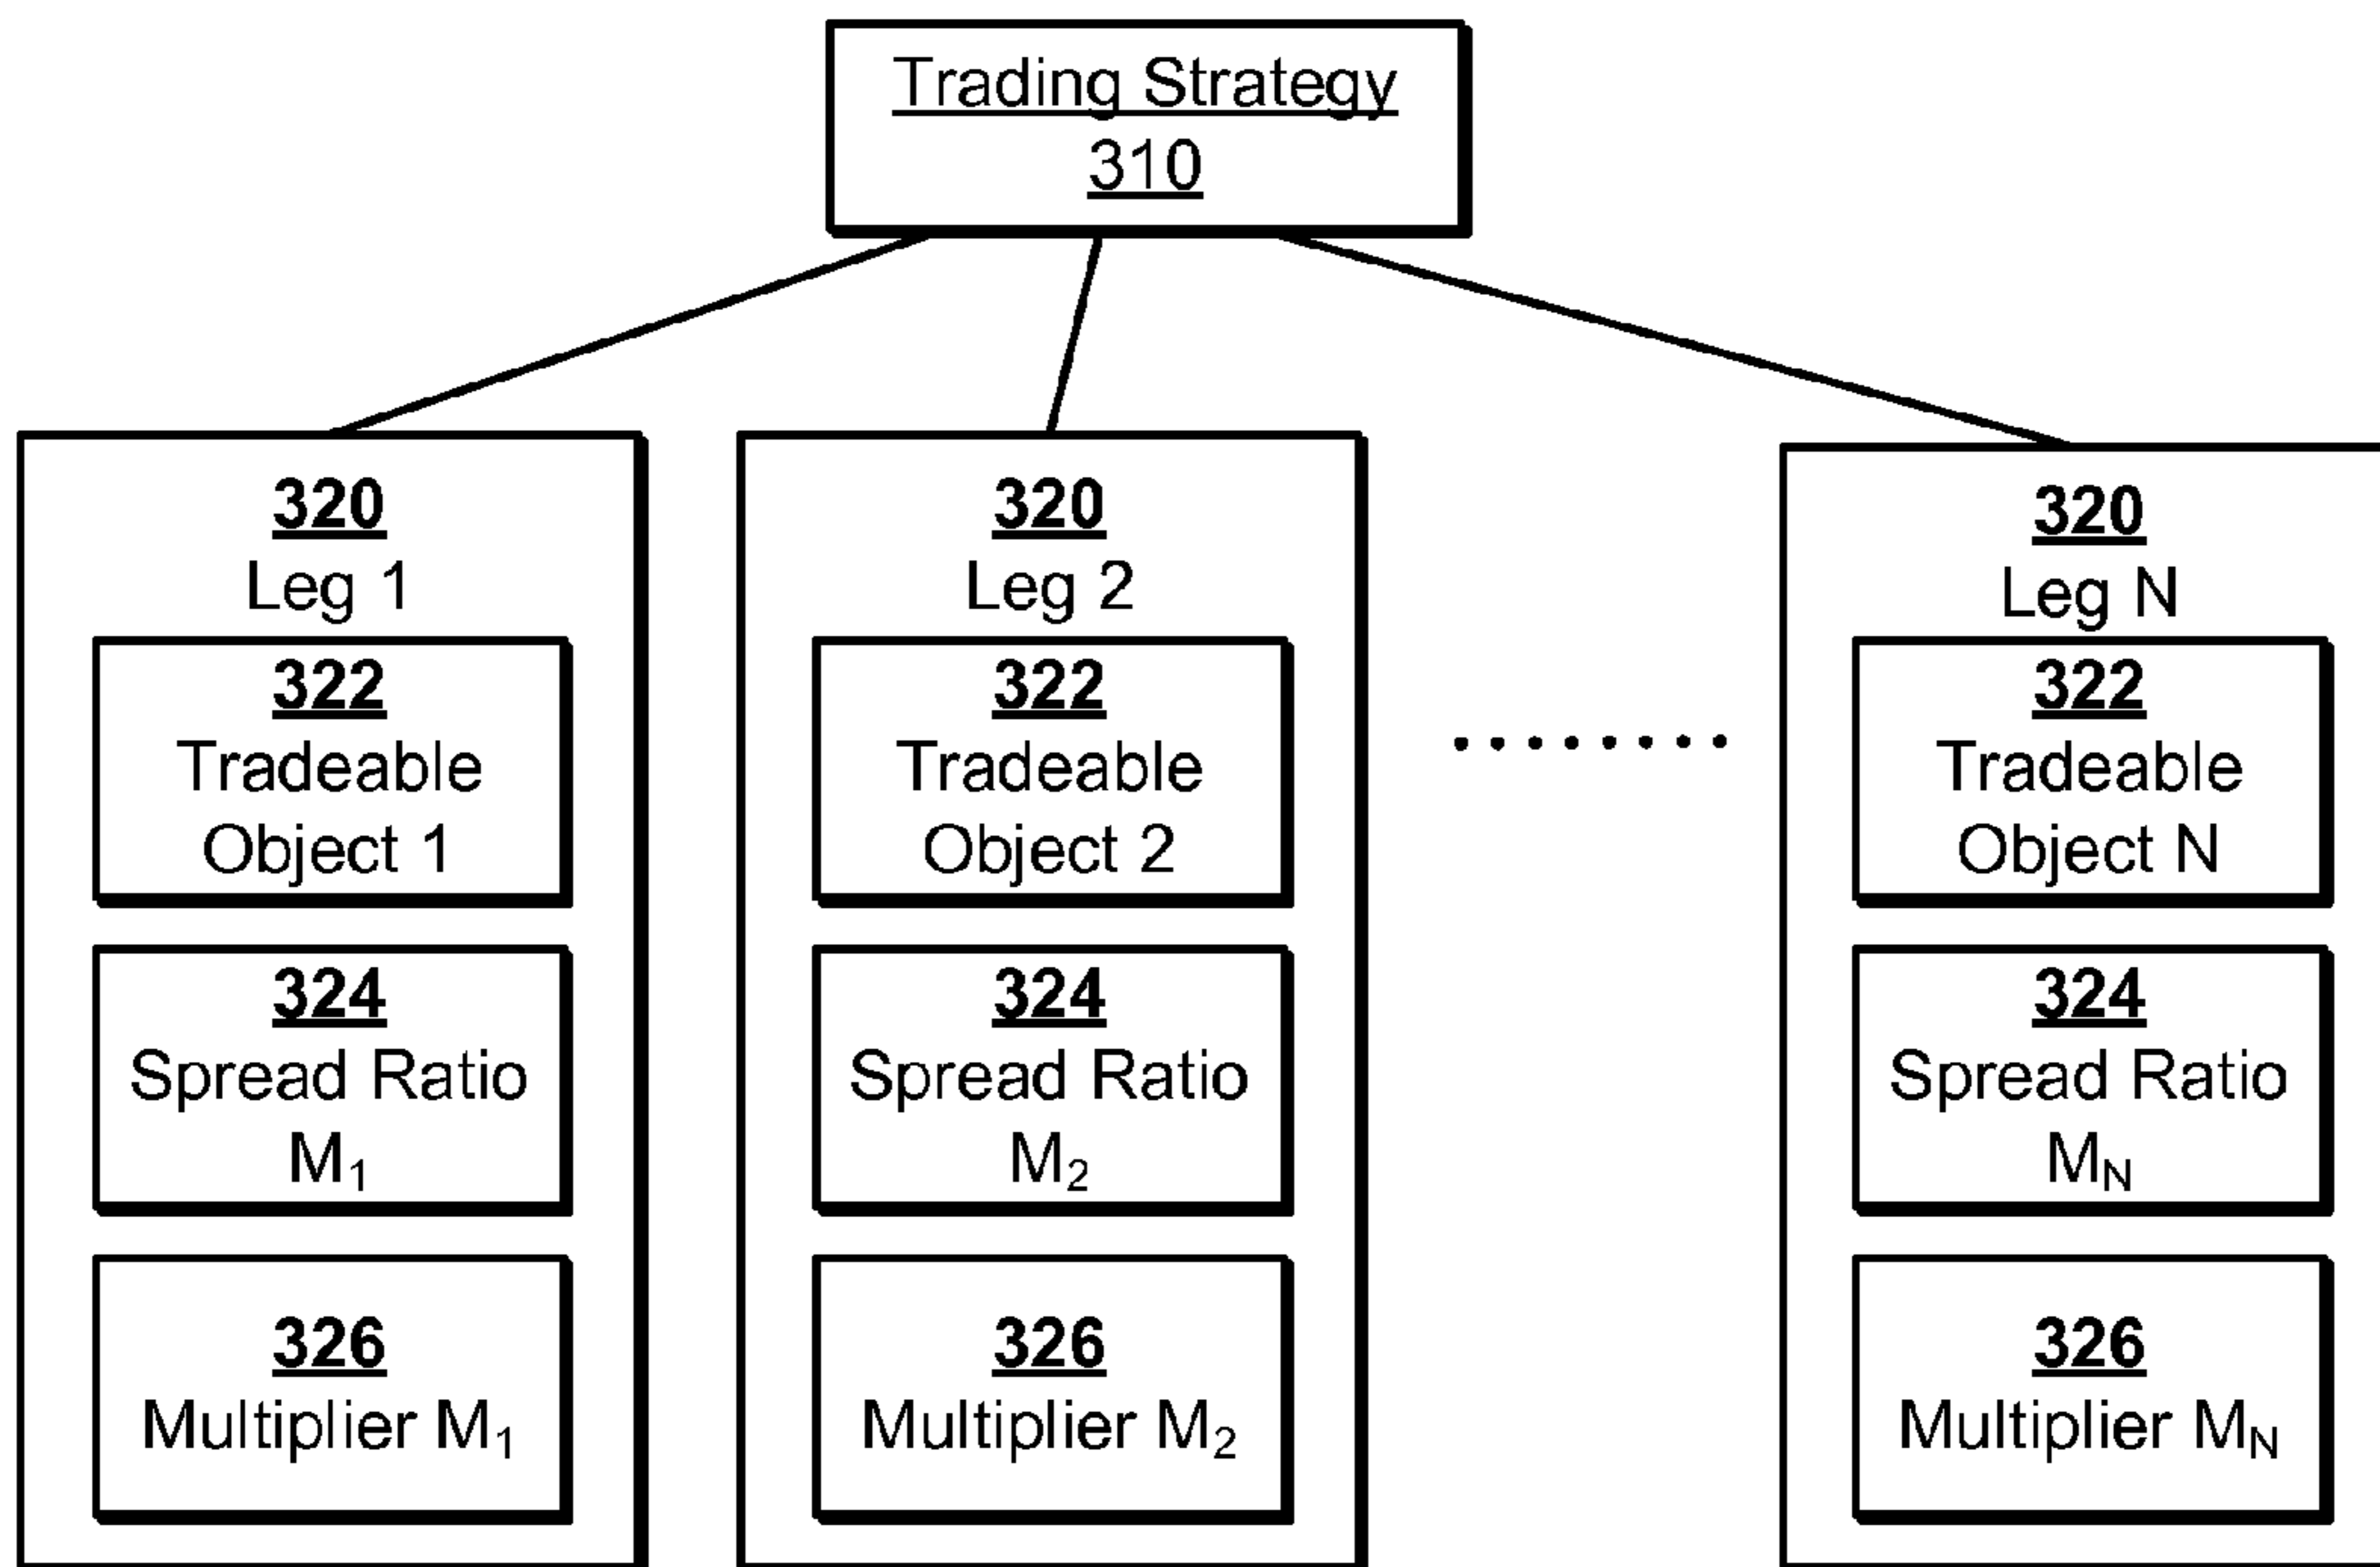 Trading Strategy
310
320
Leg 1
322
Tradeable
Object 1
324
Spread Ratio
M₁
326
Multiplier M₁
320
Leg 2
322
Tradeable
Object 2
324
Spread Ratio
M₂
326
Multiplier M₂
........
320
Leg N
322
Tradeable
Object N
324
Spread Ratio
M_N
326
Multiplier M_N